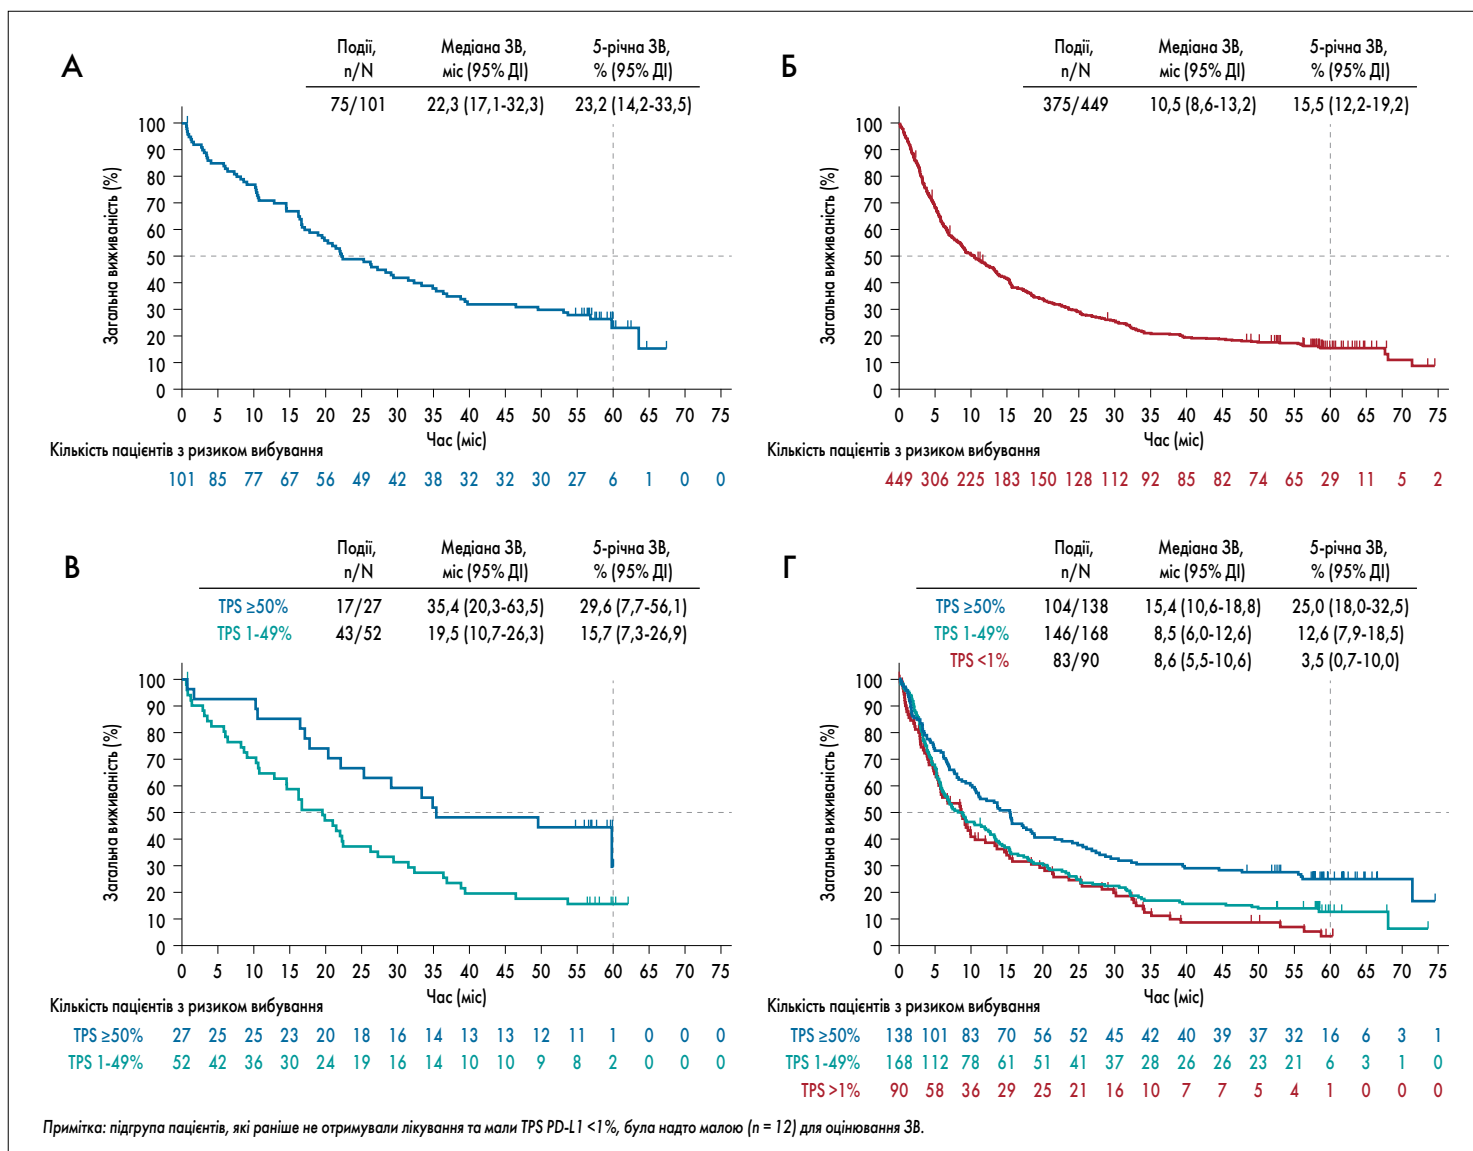 А
Події, Медіана ЗВ, 5-річна ЗВ,
n/N міс (95% ДІ) % (95% ДІ)
75/101 22,3 (17,1-32,3) 23,2 (14,2-33,5)
Загальна виживаність (%)
100
90
80
70
60
50
40
30
20
10
0
0 5 10 15 20 25 30 35 40 45 50 55 60 65 70 75
Час (міс)
Кількість пацієнтів з ризиком вибування
101 85 77 67 56 49 42 38 32 32 30 27 6 1 0 0
Б
Події, Медіана ЗВ, 5-річна ЗВ,
n/N міс (95% ДІ) % (95% ДІ)
375/449 10,5 (8,6-13,2) 15,5 (12,2-19,2)
Загальна виживаність (%)
100
90
80
70
60
50
40
30
20
10
0
0 5 10 15 20 25 30 35 40 45 50 55 60 65 70 75
Час (міс)
Кількість пацієнтів з ризиком вибування
449 306 225 183 150 128 112 92 85 82 74 65 29 11 5 2
В
Події, Медіана ЗВ, 5-річна ЗВ,
n/N міс (95% ДІ) % (95% ДІ)
TPS ≥50% 17/27 35,4 (20,3-63,5) 29,6 (7,7-56,1)
TPS 1-49% 43/52 19,5 (10,7-26,3) 15,7 (7,3-26,9)
Загальна виживаність (%)
100
90
80
70
60
50
40
30
20
10
0
0 5 10 15 20 25 30 35 40 45 50 55 60 65 70 75
Час (міс)
Кількість пацієнтів з ризиком вибування
TPS ≥50% 27 25 25 23 20 18 16 14 13 13 12 11 1 0 0 0
TPS 1-49% 52 42 36 30 24 19 16 14 10 10 9 8 2 0 0 0
Г
Події, Медіана ЗВ, 5-річна ЗВ,
n/N міс (95% ДІ) % (95% ДІ)
TPS ≥50% 104/138 15,4 (10,6-18,8) 25,0 (18,0-32,5)
TPS 1-49% 146/168 8,5 (6,0-12,6) 12,6 (7,9-18,5)
TPS <1% 83/90 8,6 (5,5-10,6) 3,5 (0,7-10,0)
Загальна виживаність (%)
100
90
80
70
60
50
40
30
20
10
0
0 5 10 15 20 25 30 35 40 45 50 55 60 65 70 75
Час (міс)
Кількість пацієнтів з ризиком вибування
TPS ≥50% 138 101 83 70 56 52 45 42 40 39 37 32 16 6 3 1
TPS 1-49% 168 112 78 61 51 41 37 28 26 26 23 21 6 3 1 0
TPS >1% 90 58 36 29 25 21 16 10 7 7 5 4 1 0 0 0
Примітка: підгрупа пацієнтів, які раніше не отримували лікування та мали TPS PD-L1 <1%, була надто малою (n = 12) для оцінювання ЗВ.